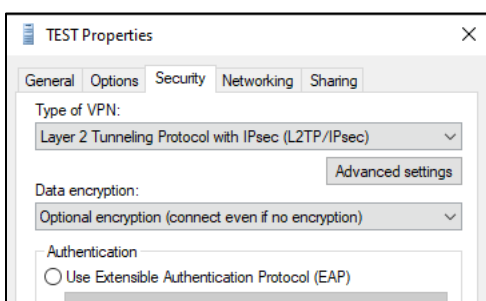 TEST Properties
General Options Security Networking Sharing
Type of VPN:
Layer 2 Tunneling Protocol with IPsec (L2TP/IPsec)
Advanced settings
Data encryption:
Optional encryption (connect even if no encryption)
Authentication
Use Extensible Authentication Protocol (EAP)